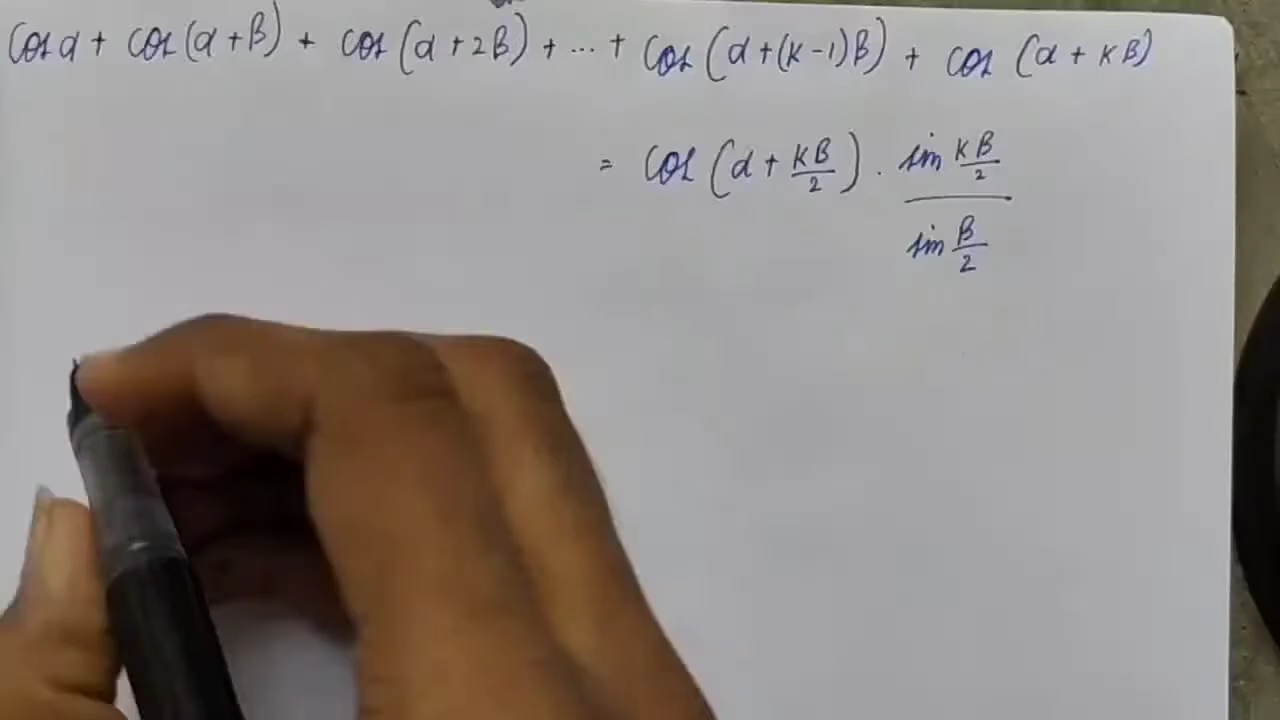 cos α + cos (α + β) + cos (α + 2β) + ... + cos (α + (k - 1)β) + cos (α + kβ)
= cos (α + kβ/2) . sin kβ/2 / sin β/2